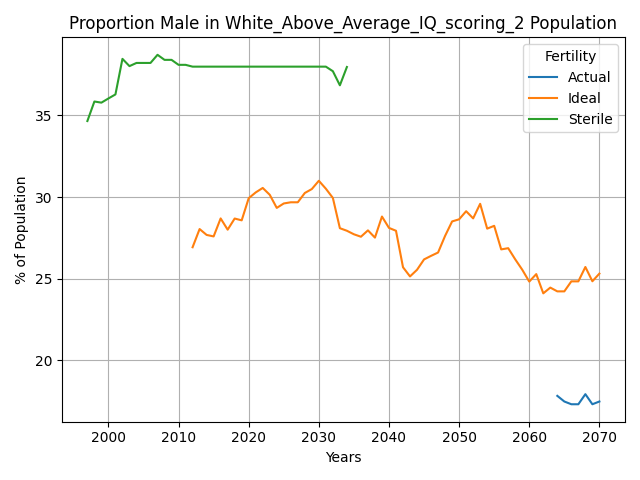 Proportion Male in White_Above_Average_IQ_scoring_2 Population
Fertility
Actual
Ideal
Sterile
% of Population
35
30
25
20
2000 2010 2020 2030 2040 2050 2060 2070
Years